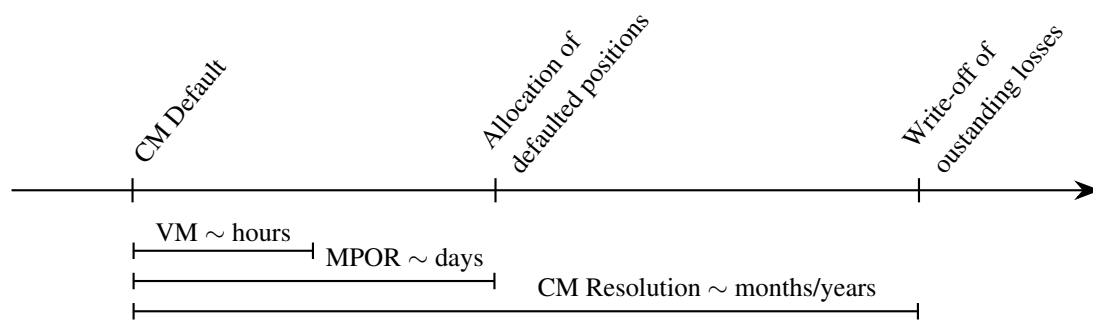 CM Default
Allocation of
defaulted positions
Write-off of
oustanding losses
VM ∼ hours
MPOR ∼ days
CM Resolution ∼ months/years